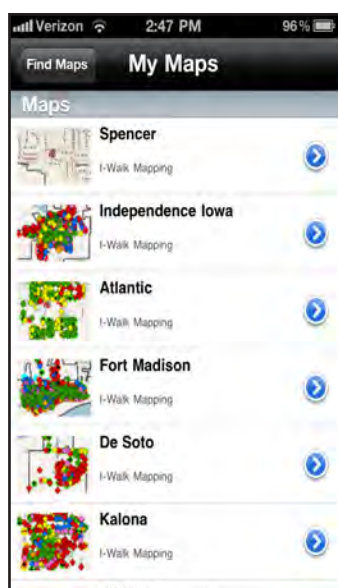 Verizon 2:47 PM 96%
Find Maps My Maps
Maps
Spencer
I-Walk Mapping
Independence Iowa
I-Walk Mapping
Atlantic
I-Walk Mapping
Fort Madison
I-Walk Mapping
De Soto
I-Walk Mapping
Kalona
I-Walk Mapping